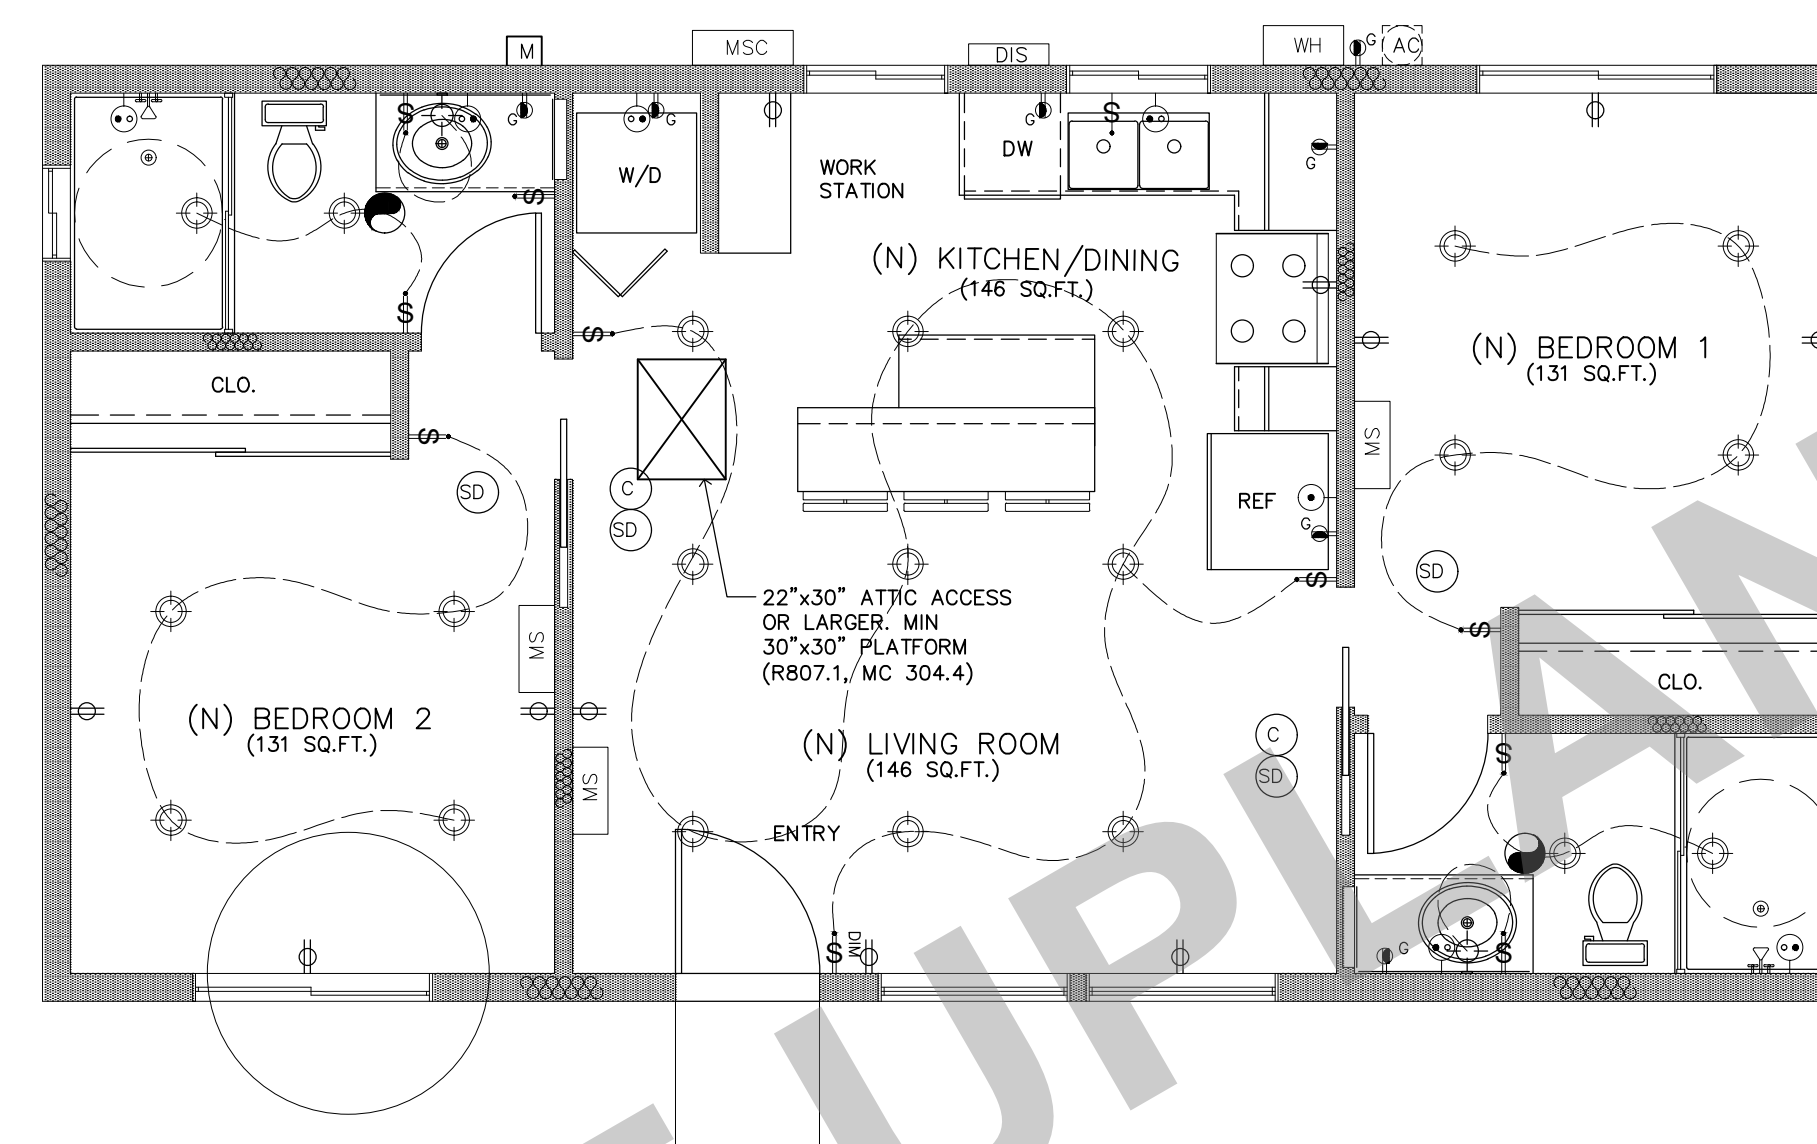 M
MSC
DIS
WH
G
AC
S
G
G
G
W/D
WORK
STATION
DW
S
G
S
S
(N) KITCHEN/DINING
(146 SQ.FT.)
S
CLO.
(N) BEDROOM 1
(131 SQ.FT.)
S
SD
C
SD
MS
REF
G
S
SD
22"x30" ATTIC ACCESS
OR LARGER. MIN
30"x30" PLATFORM
(R807.1, MC 304.4)
S
MS
CLO.
(N) BEDROOM 2
(131 SQ.FT.)
(N) LIVING ROOM
(146 SQ.FT.)
C
SD
S
MS
ENTRY
S
DIM
G
S
UPLAN